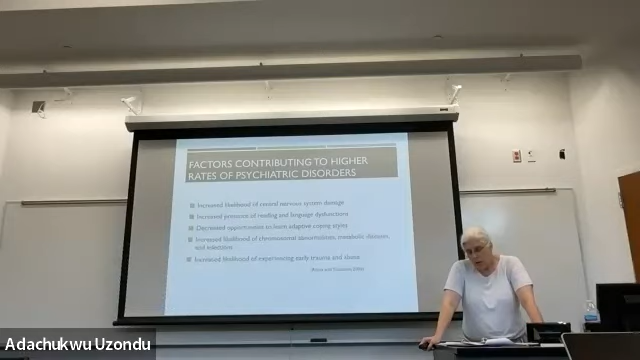 FACTORS CONTRIBUTING TO HIGHER
RATES OF PSYCHIATRIC DISORDERS
Increased likelihood of central nervous system damage
Increased presence of reading and language dysfunctions
Decreased opportunities to learn adaptive coping styles
Increased likelihood of chromosomal abnormalities, metabolic diseases,
and infections
Increased likelihood of experiencing early trauma and abuse
Adachukwu Uzondu